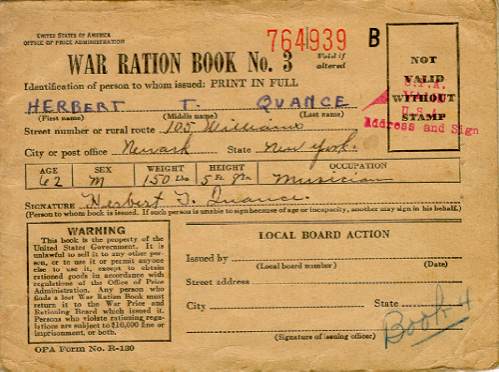 UNITED STATES OF AMERICA
OFFICE OF PRICE ADMINISTRATION
764939 B
WAR RATION BOOK No. 3 Void if altered
NOT VALID WITHOUT STAMP
Identification of person to whom issued: PRINT IN FULL
HERBERT T. QUANCE
(First name) (Middle name) (Last name)
Street number or rural route 105 Williams
Address and Sign
City or post office Newark State New York.
AGE SEX WEIGHT HEIGHT OCCUPATION
62 M 150 Lbs 5 Ft. 9In. Musician
SIGNATURE Herbert T. Quance.
(Person to whom book is issued. If such person is unable to sign because of age or incapacity, another may sign in his behalf.)
WARNING
This book is the property of the
United States Government. It is
unlawful to sell it to any other per-
son, or to use it or permit anyone
else to use it, except to obtain
rationed goods in accordance with
regulations of the Office of Price
Administration. Any person who
finds a lost War Ration Book must
return it to the War Price and
Rationing Board which issued it.
Persons who violate rationing reg-
ulations are subject to $10,000 fine or
imprisonment, or both.
LOCAL BOARD ACTION
Issued by
(Local board number) (Date)
Street address
City State
Book 4
(Signature of issuing officer)
OPA Form No. R-130